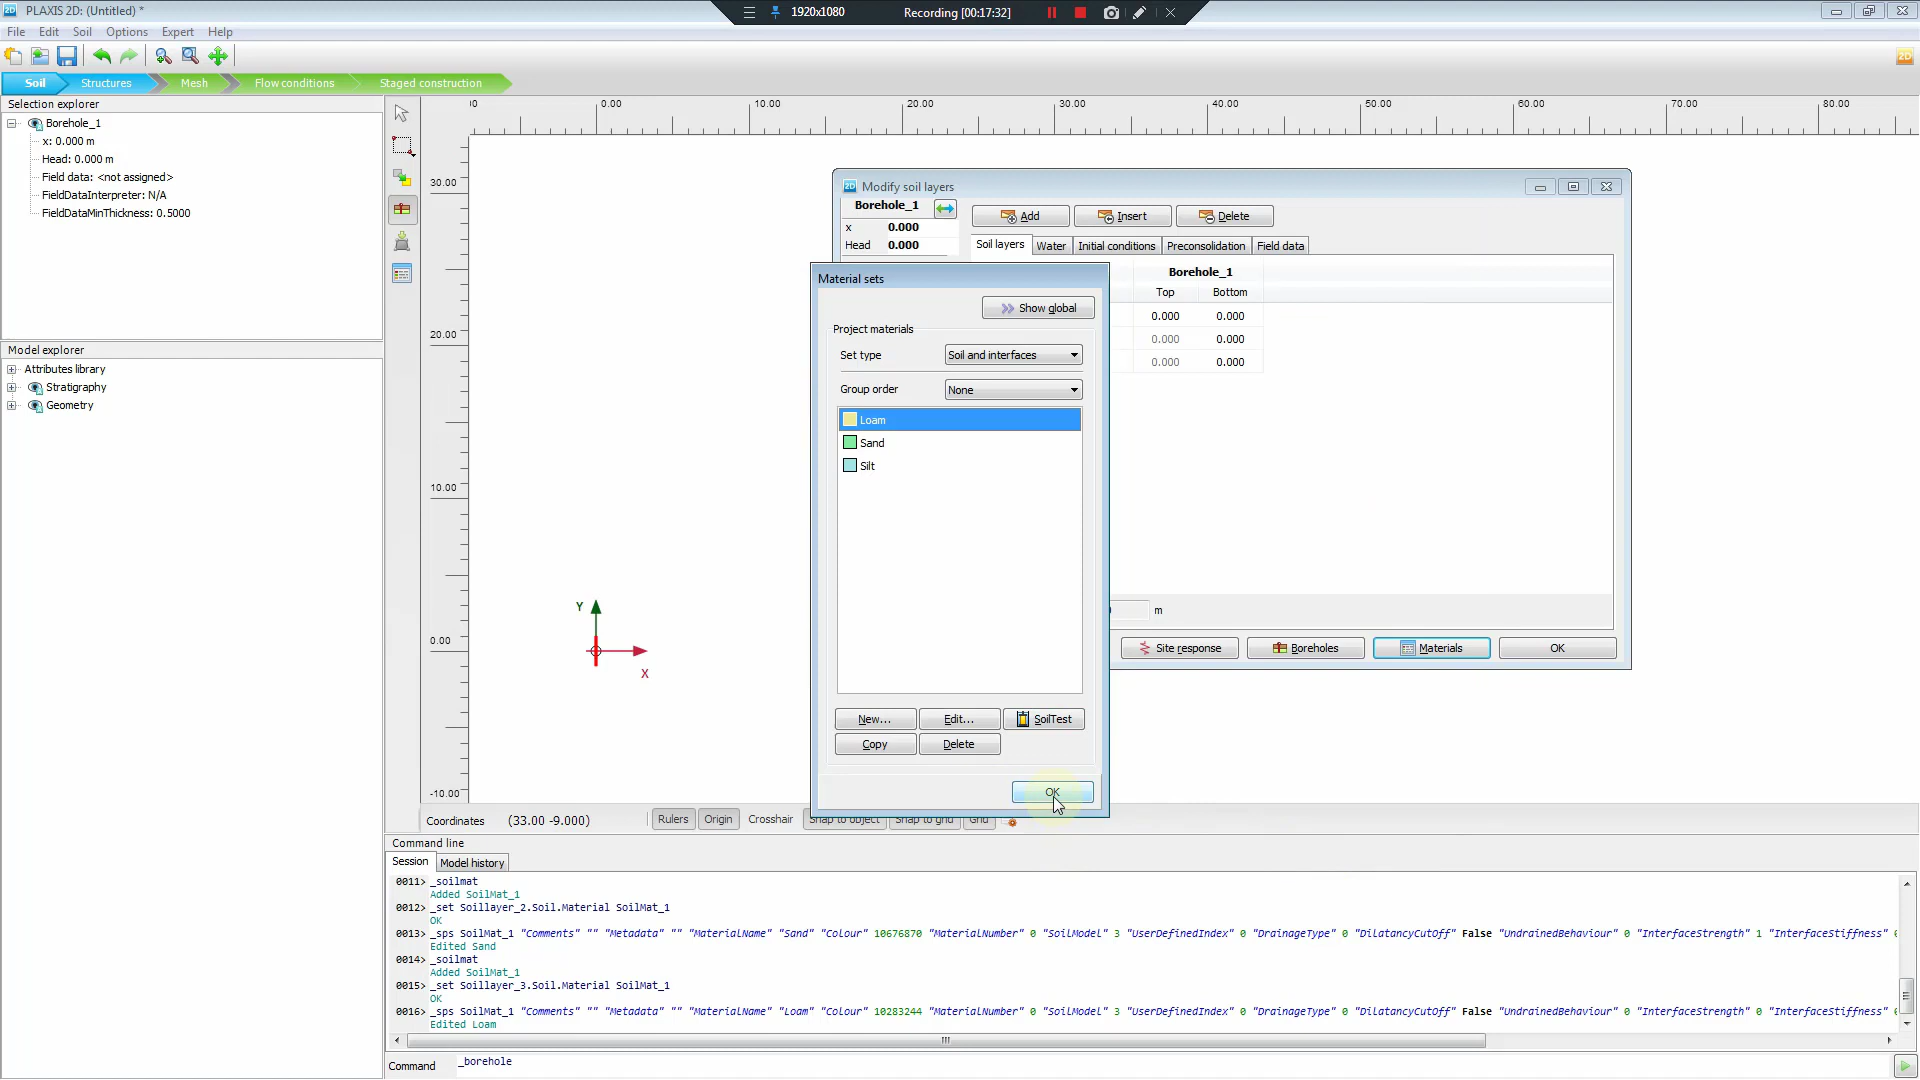 PLAXIS 2D: (Untitled) *
1920x1080
Recording [00:17:32]
File Edit Soil Options Expert Help
Soil Structures Mesh Flow conditions Staged construction
Selection explorer
Borehole_1
x: 0.000 m
Head: 0.000 m
Field data: <not assigned>
FieldDataInterpreter: N/A
FieldDataMinThickness: 0.5000
Model explorer
Attributes library
Stratigraphy
Geometry
0.00 10.00 20.00 30.00 40.00 50.00 60.00 70.00 80.00
30.00
20.00
10.00
0.00
-10.00
Y
X
Modify soil layers
Borehole_1
x 0.000
Head 0.000
Add Insert Delete
Soil layers Water Initial conditions Preconsolidation Field data
Borehole_1
Top Bottom
0.000 0.000
0.000 0.000
0.000 0.000
m
Site response Boreholes Materials OK
Material sets
Show global
Project materials
Set type Soil and interfaces
Group order None
Loam
Sand
Silt
New... Edit... SoilTest
Copy Delete
OK
Coordinates (33.00 -9.000) Rulers Origin Crosshair Snap to object Snap to grid Grid
Command line
Session Model history
0011> _soilmat
Added SoilMat_1
0012> _set Soillayer_2.Soil.Material SoilMat_1
OK
0013> _sps SoilMat_1 "Comments" "" "Metadata" "" "MaterialName" "Sand" "Colour" 10676870 "MaterialNumber" 0 "SoilModel" 3 "UserDefinedIndex" 0 "DrainageType" 0 "DilatancyCutOff" False "UndrainedBehaviour" 0 "InterfaceStrength" 1 "InterfaceStiffness"
Edited Sand
0014> _soilmat
Added SoilMat_1
0015> _set Soillayer_3.Soil.Material SoilMat_1
OK
0016> _sps SoilMat_1 "Comments" "" "Metadata" "" "MaterialName" "Loam" "Colour" 10283244 "MaterialNumber" 0 "SoilModel" 3 "UserDefinedIndex" 0 "DrainageType" 0 "DilatancyCutOff" False "UndrainedBehaviour" 0 "InterfaceStrength" 0 "InterfaceStiffness"
Edited Loam
Command _borehole